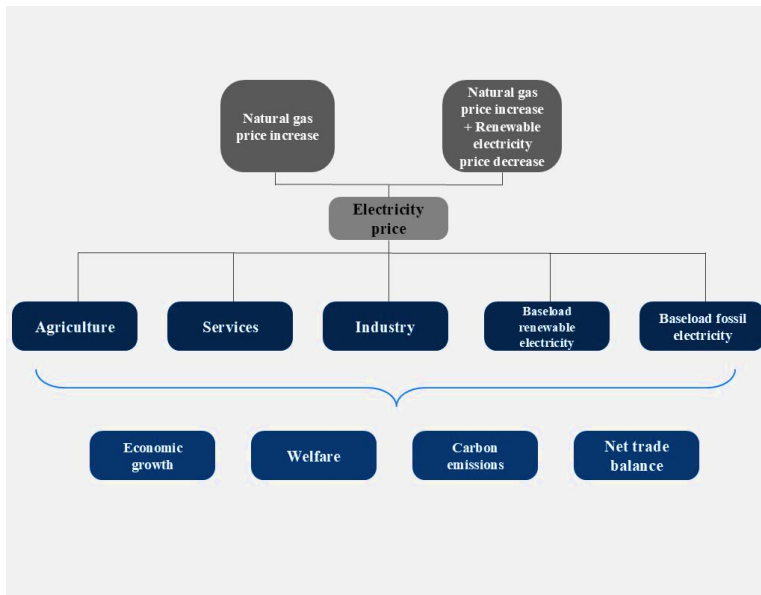 Natural gas
price increase
Natural gas
price increase
+ Renewable
electricity
price decrease
Electricity
price
Agriculture
Services
Industry
Baseload
renewable
electricity
Baseload fossil
electricity
Economic
growth
Welfare
Carbon
emissions
Net trade
balance